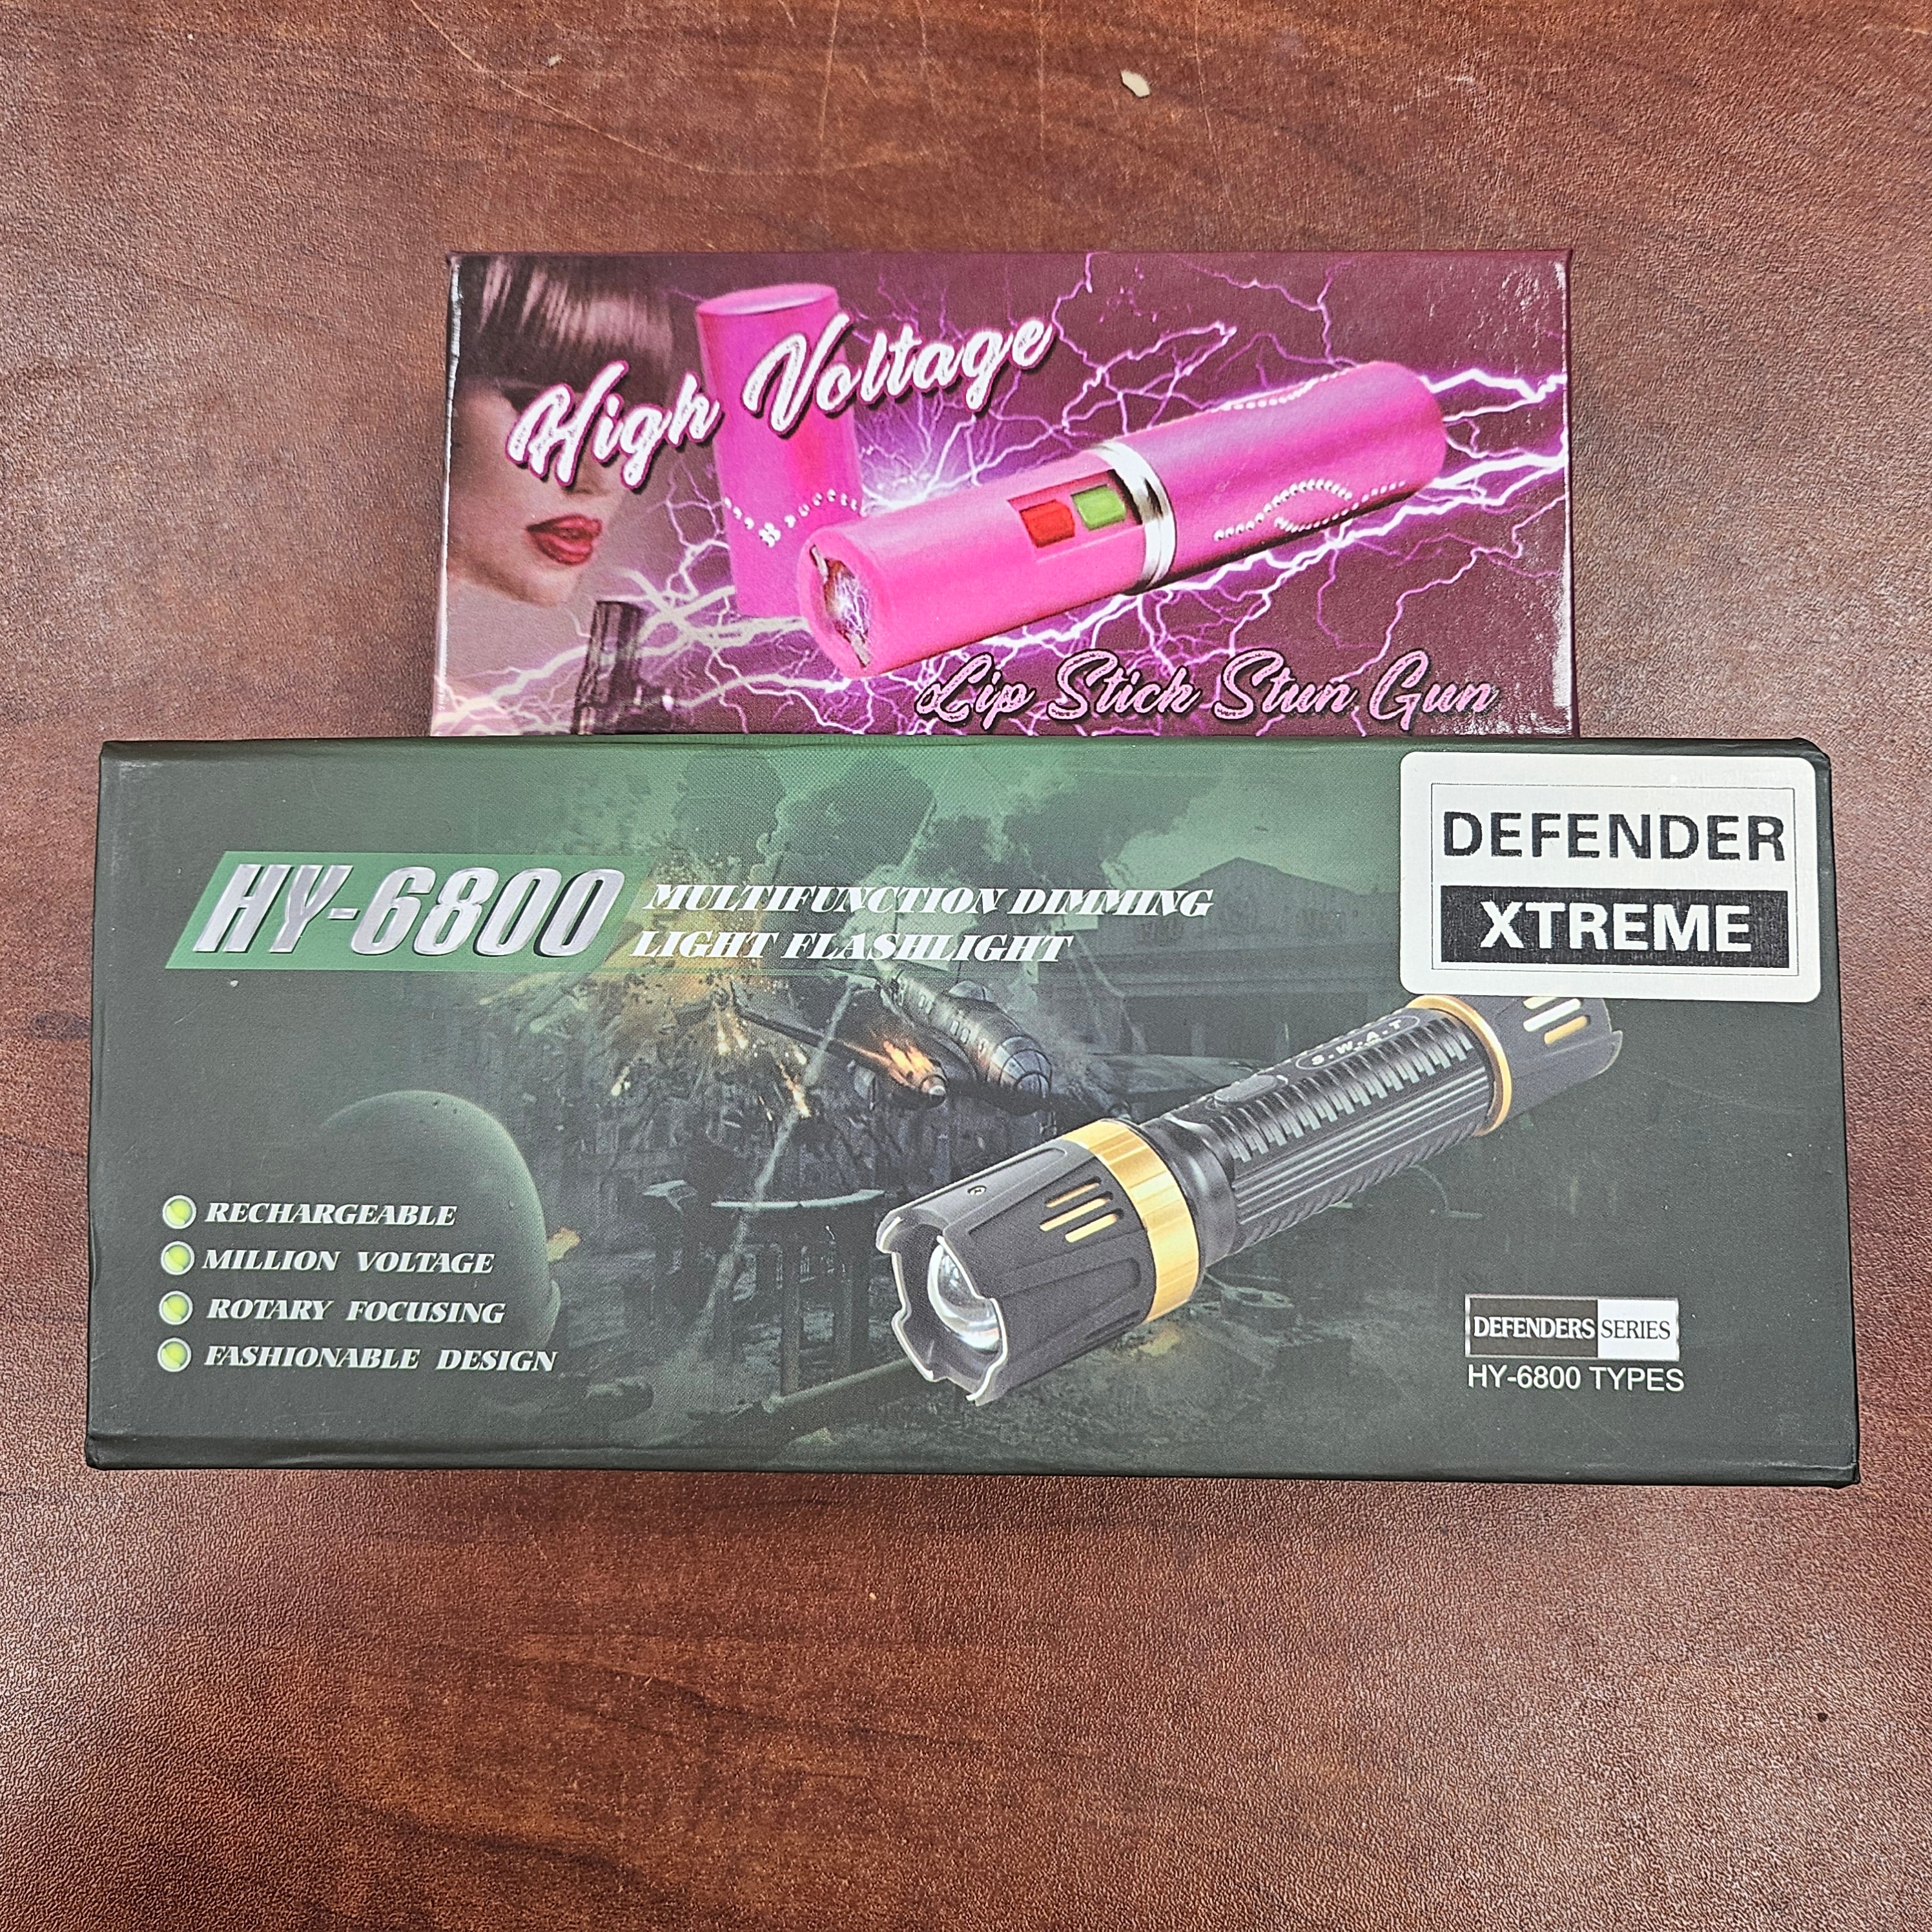 High Voltage
Lip Stick Stun Gun
DEFENDER
XTREME
HY-6800
MULTIFUNCTION DIMMING
LIGHT FLASHLIGHT
S.W.A.T
RECHARGEABLE
MILLION VOLTAGE
ROTARY FOCUSING
FASHIONABLE DESIGN
DEFENDERS SERIES
HY-6800 TYPES